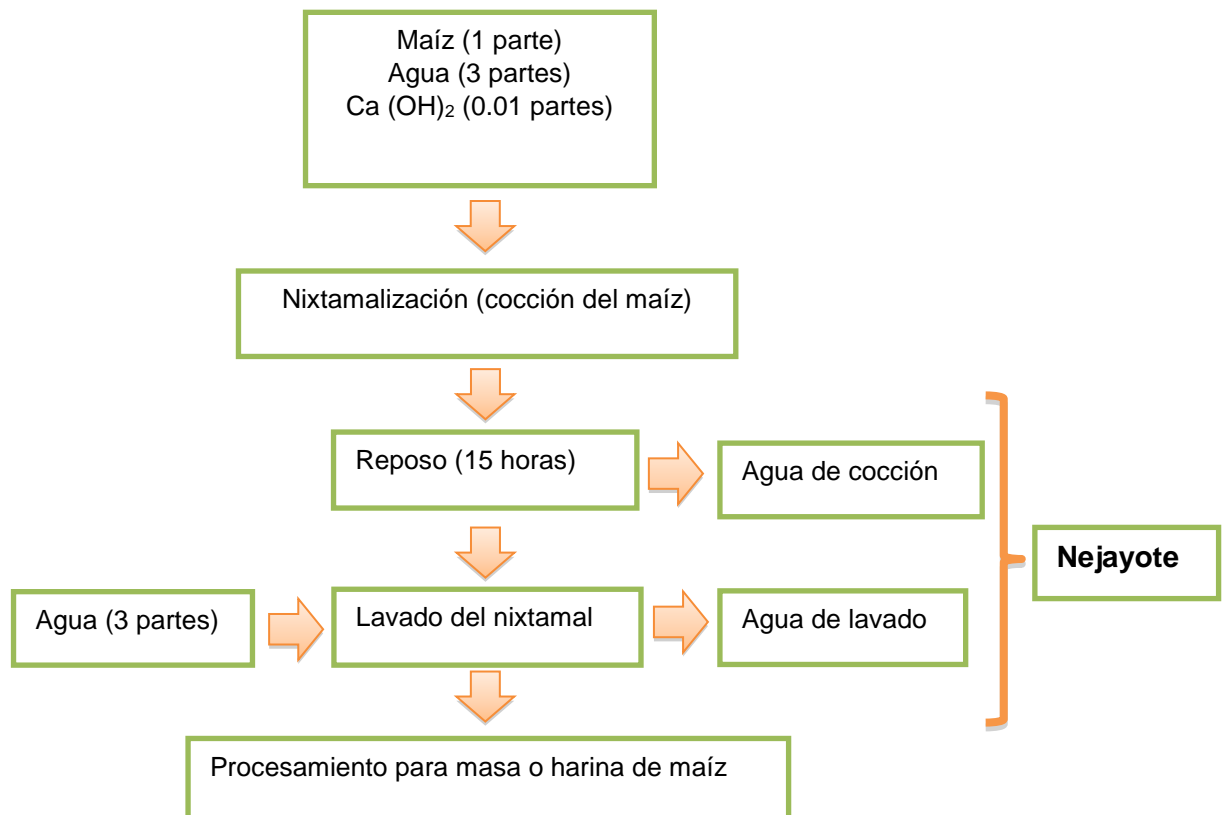 Maíz (1 parte)
Agua (3 partes)
Ca (OH)₂ (0.01 partes)
Nixtamalización (cocción del maíz)
Reposo (15 horas)
Agua de cocción
Nejayote
Agua (3 partes)
Lavado del nixtamal
Agua de lavado
Procesamiento para masa o harina de maíz